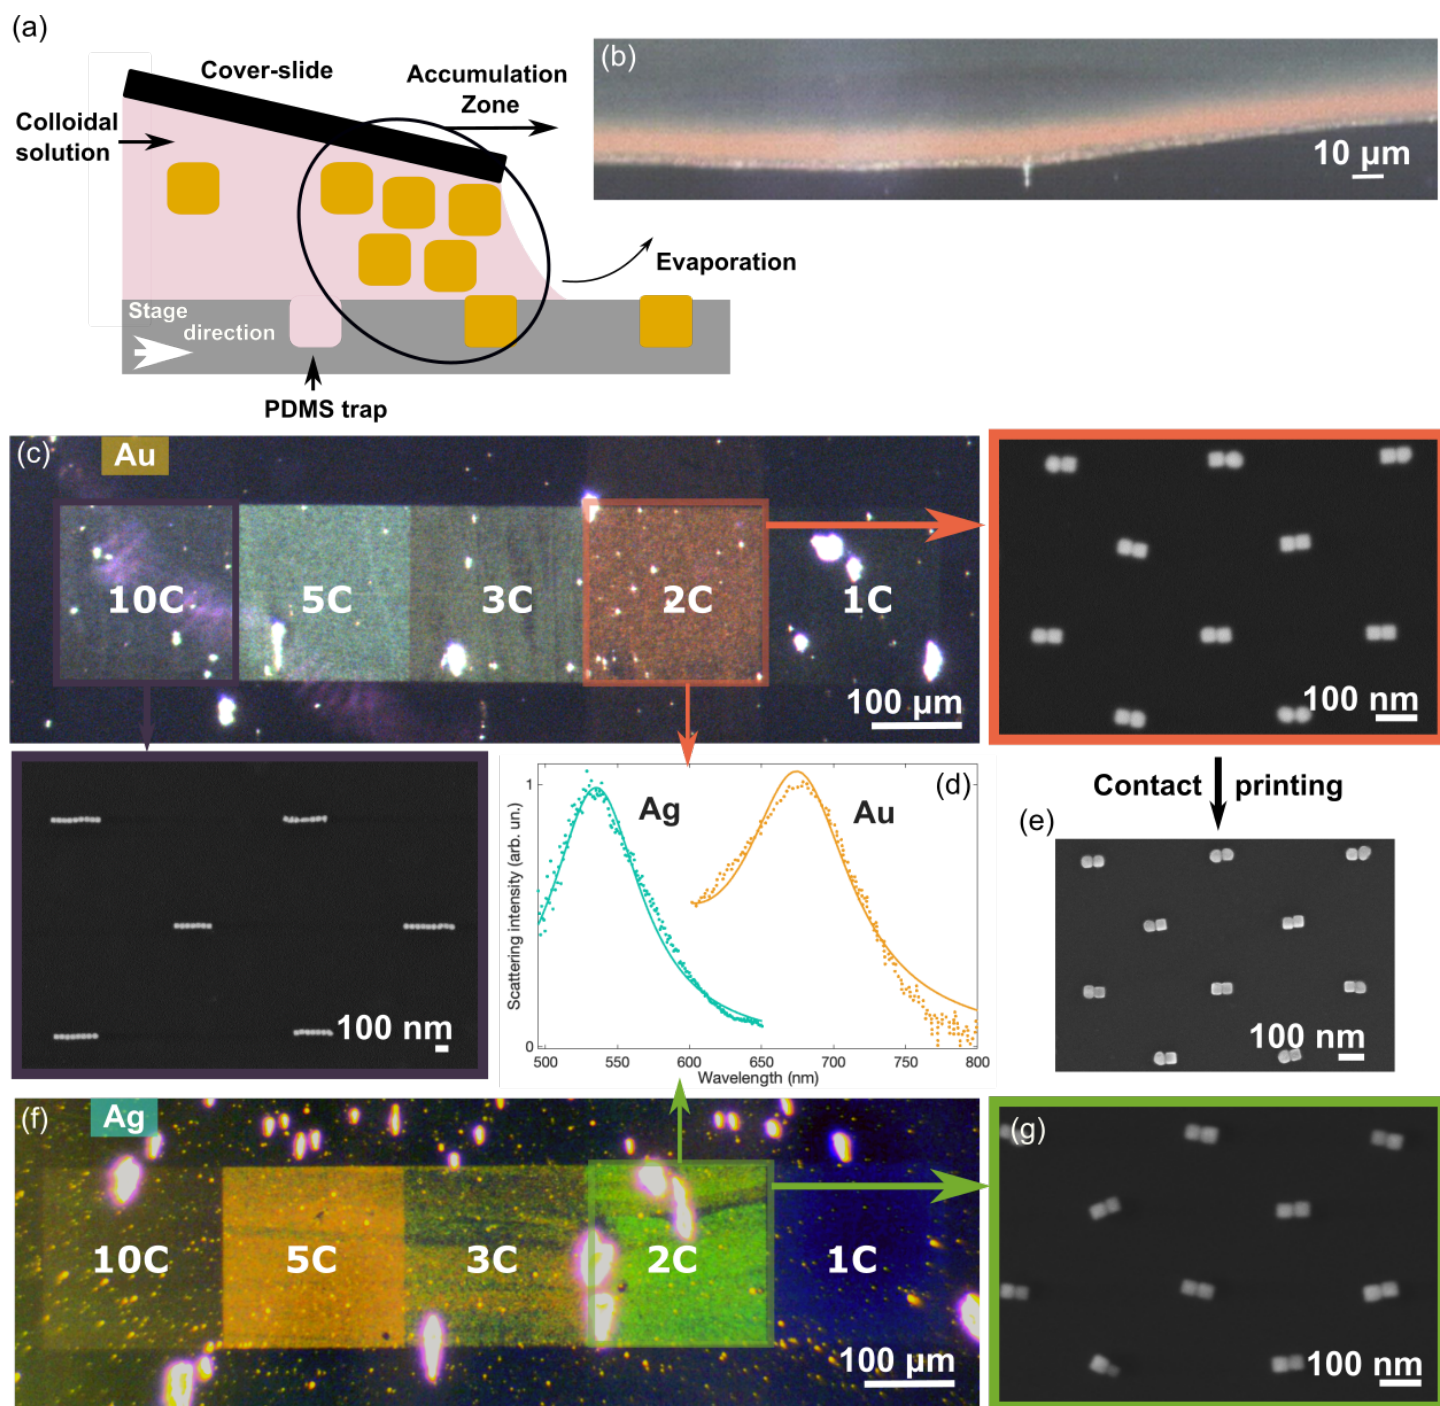 (a)
Cover-slide
Accumulation
Zone
Colloidal
solution
Evaporation
Stage
direction
PDMS trap
(b)
10 µm
(c)
Au
10C
5C
3C
2C
1C
100 µm
100 nm
100 nm
(d)
Ag
Au
Scattering intensity (arb. un.)
1
0
500
550
600
650
700
750
800
Wavelength (nm)
Contact printing
(e)
100 nm
(f)
Ag
10C
5C
3C
2C
1C
100 µm
(g)
100 nm